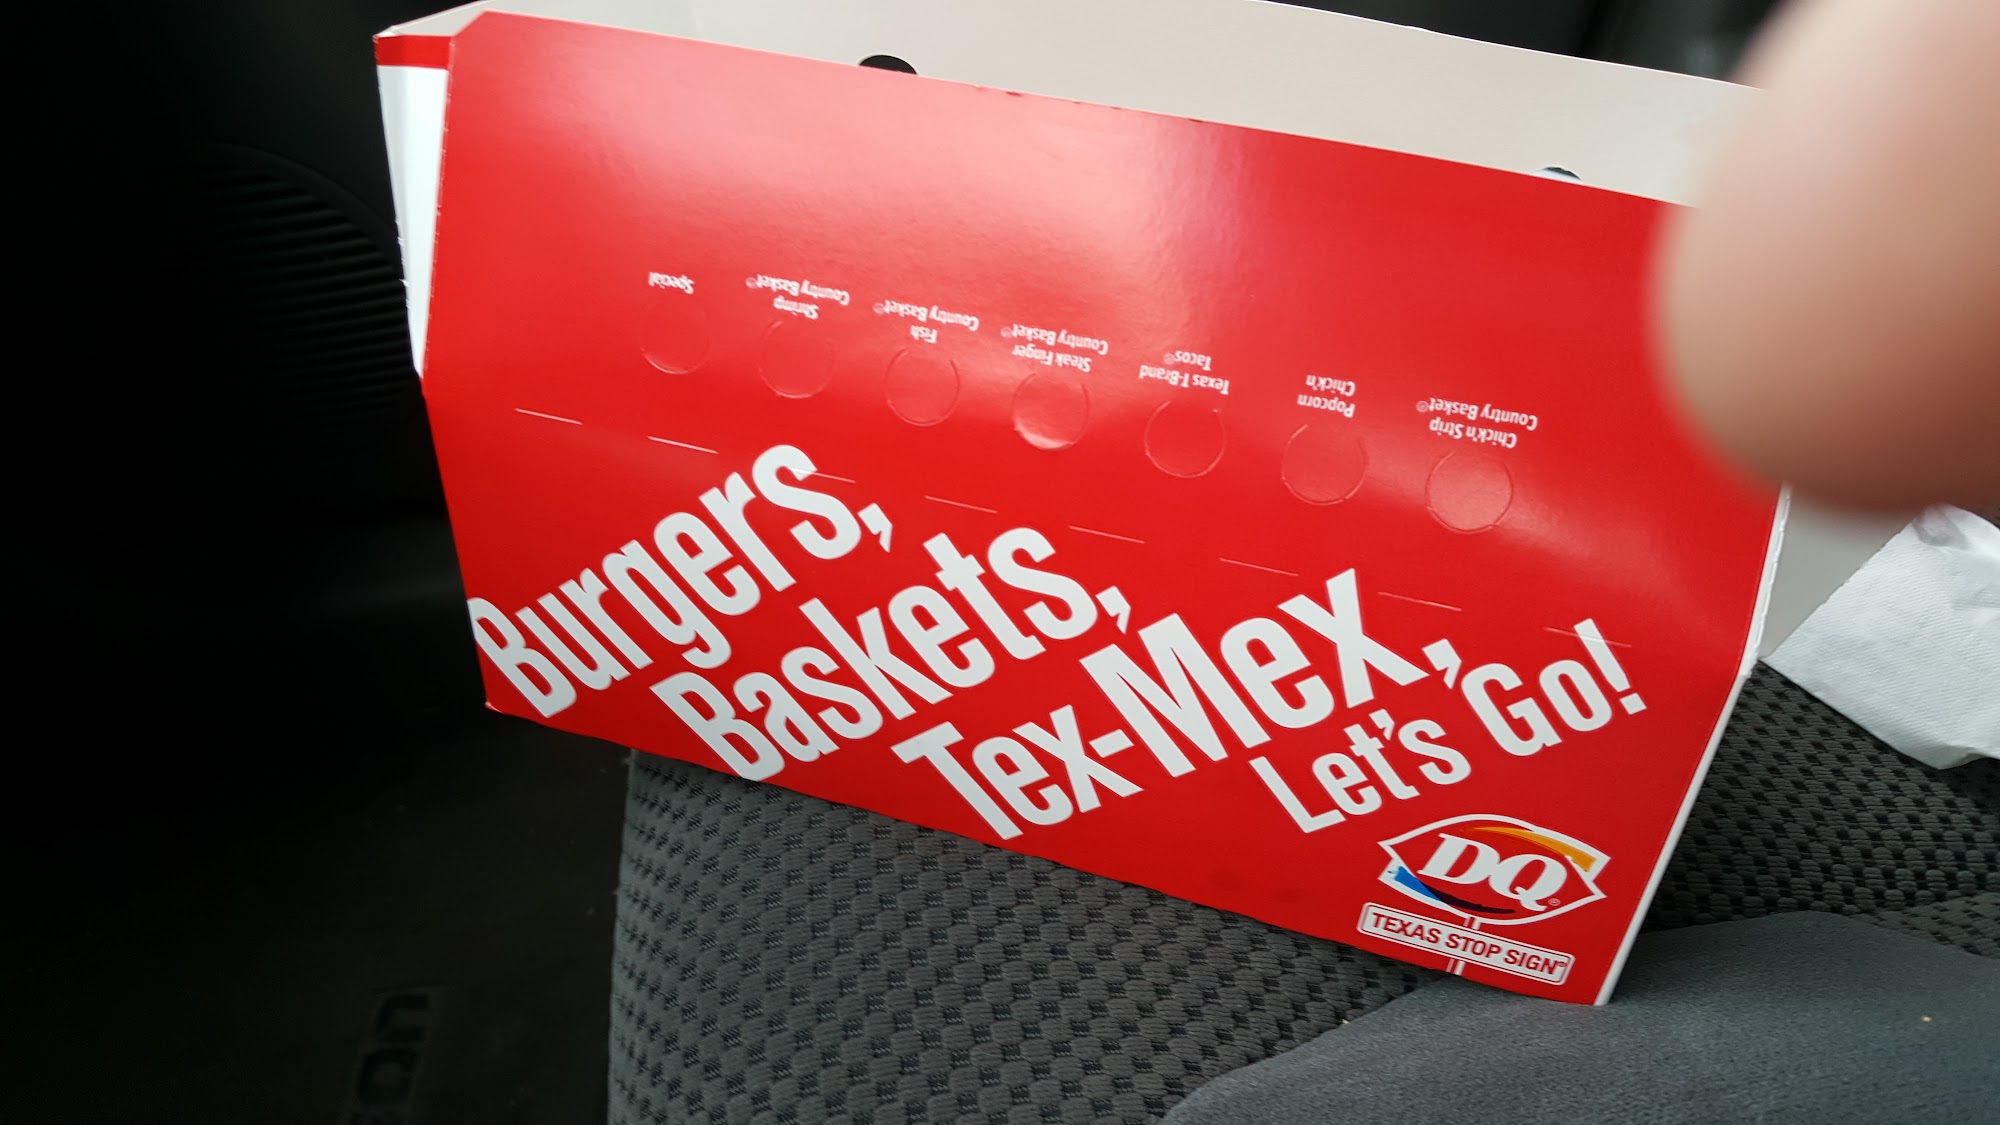 Special
Shrimp
Country Basket®
Fish
Country Basket®
Steak Finger
Country Basket®
Texas T-Brand
Tacos®
Popcorn
Chick'n
Chick'n Strip
Country Basket®
Burgers,
Baskets,
Tex-Mex,
Let's Go!
DQ®
TEXAS STOP SIGN®